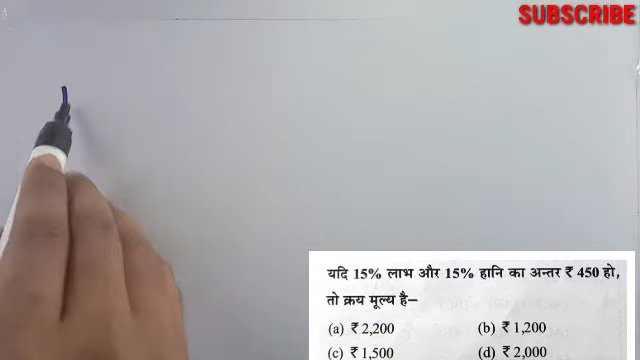 SUBSCRIBE
यदि 15% लाभ और 15% हानि का अन्तर ₹ 450 हो,
तो क्रय मूल्य है–
(a) ₹ 2,200 (b) ₹ 1,200
(c) ₹ 1,500 (d) ₹ 2,000